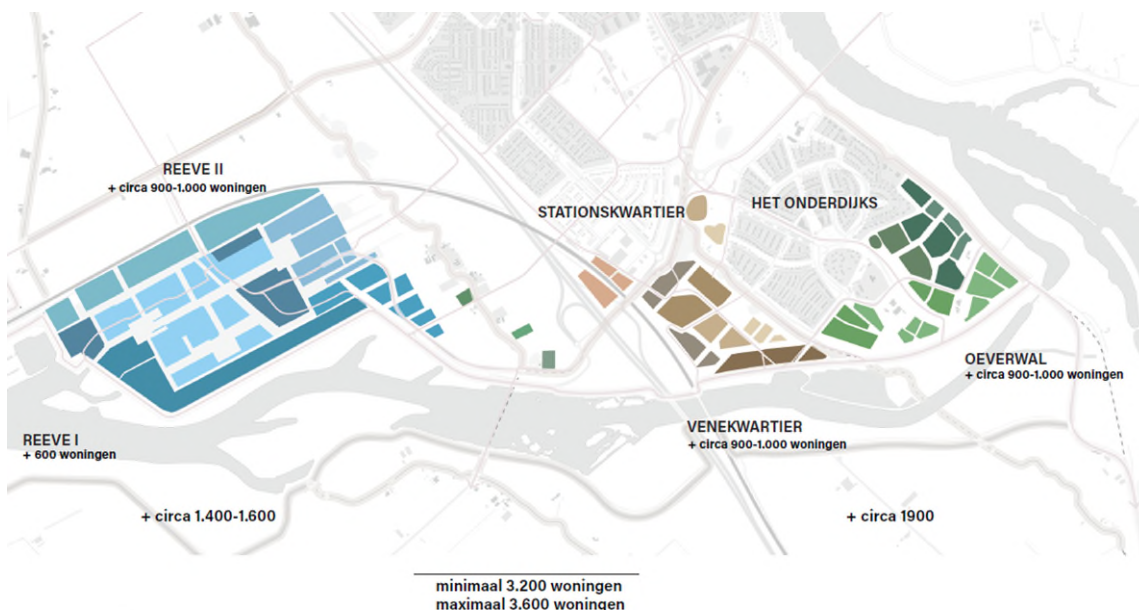 REEVE II
+ circa 900-1.000 woningen
STATIONSKWARTIER
HET ONDERDIJKS
OEVERWAL
+ circa 900-1.000 woningen
VENEKWARTIER
+ circa 900-1.000 woningen
REEVE I
+ 600 woningen
+ circa 1.400-1.600
+ circa 1900
minimaal 3.200 woningen
maximaal 3.600 woningen